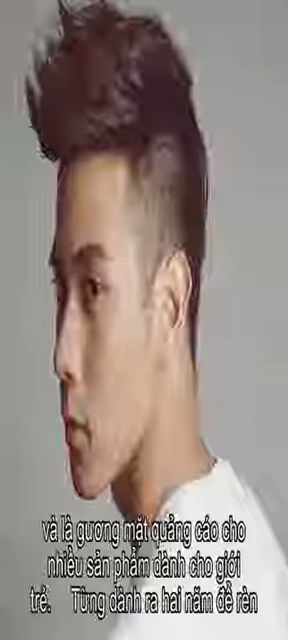 và là gương mặt quảng cáo cho
nhiều sản phẩm dành cho giới
trẻ. Từng dành ra hai năm để rèn